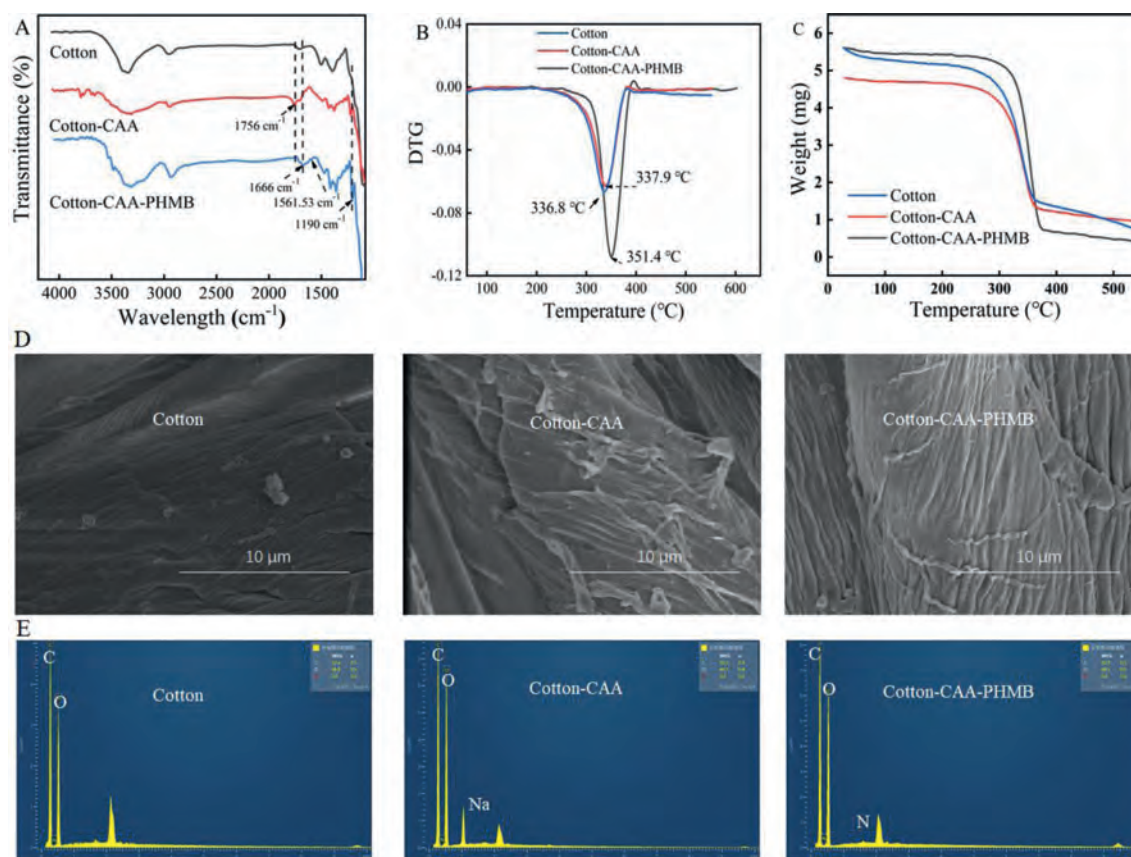 A
Transmittance (%)
Cotton
Cotton-CAA
Cotton-CAA-PHMB
1756 cm-1
1666 cm-1
1561.53 cm-1
1190 cm-1
4000 3500 3000 2500 2000 1500
Wavelength (cm-1)
B
DTG
0.04
0.00
-0.04
-0.08
-0.12
Cotton
Cotton-CAA
Cotton-CAA-PHMB
337.9 ℃
336.8 ℃
351.4 ℃
100 200 300 400 500 600
Temperature (℃)
C
Weight (mg)
6
5
4
3
2
1
0
Cotton
Cotton-CAA
Cotton-CAA-PHMB
0 100 200 300 400 500
Temperature (℃)
D
Cotton
10 μm
Cotton-CAA
10 μm
Cotton-CAA-PHMB
10 μm
E
C
O
Cotton
C
O
Na
Cotton-CAA
C
O
N
Cotton-CAA-PHMB